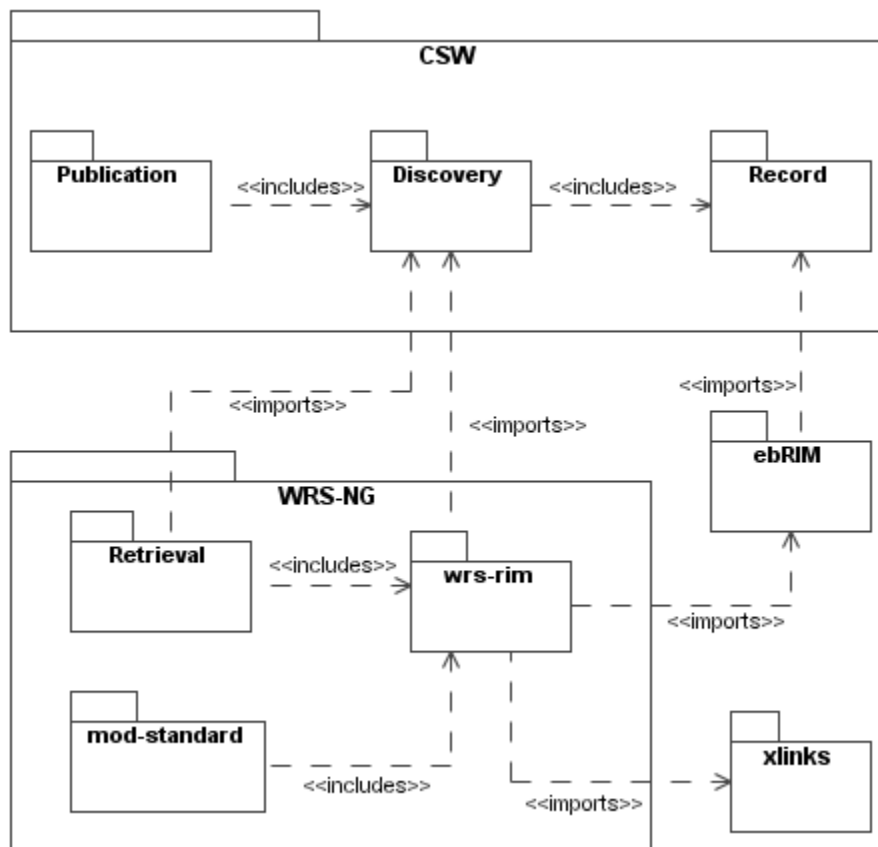 CSW
Publication
<<includes>>
Discovery
<<includes>>
Record
<<imports>>
<<imports>>
<<imports>>
ebRIM
WRS-NG
Retrieval
<<includes>>
wrs-rim
<<imports>>
mod-standard
<<includes>>
<<imports>>
xlinks